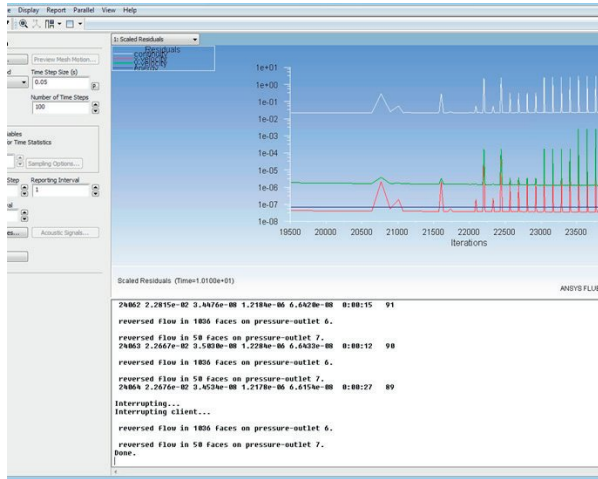 Display Report Parallel View Help
1: Scaled Residuals
Preview Mesh Motion...
Time Step Size (s)
0.05
P
Number of Time Steps
100
for Time Statistics
Sampling Options...
Step Reporting Interval
1
Acoustic Signals...
Residuals
continuity
x-velocity
y-velocity
1e+01
1e+00
1e-01
1e-02
1e-03
1e-04
1e-05
1e-06
1e-07
1e-08
19500 20000 20500 21000 21500 22000 22500 23000 23500
Iterations
Scaled Residuals (Time=1.0100e+01)
ANSYS FLUE
24062 2.2815e-02 3.4476e-08 1.2184e-06 6.6420e-08 0:00:15 91
reversed flow in 1036 faces on pressure-outlet 6.
reversed flow in 50 faces on pressure-outlet 7.
24063 2.2667e-02 3.5030e-08 1.2284e-06 6.6433e-08 0:00:12 90
reversed flow in 1036 faces on pressure-outlet 6.
reversed flow in 50 faces on pressure-outlet 7.
24064 2.2676e-02 3.4534e-08 1.2170e-06 6.6154e-08 0:00:27 89
Interrupting...
Interrupting client...
reversed flow in 1036 faces on pressure-outlet 6.
reversed flow in 50 faces on pressure-outlet 7.
Done.